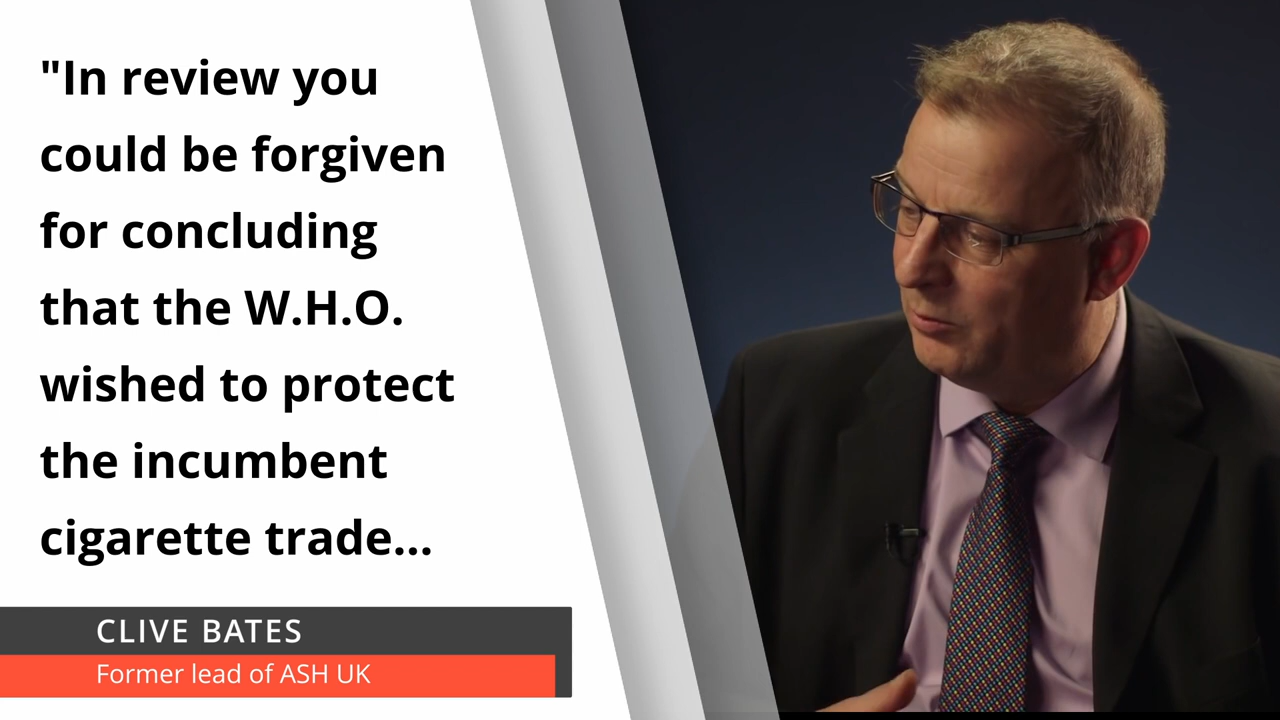 "In review you
could be forgiven
for concluding
that the W.H.O.
wished to protect
the incumbent
cigarette trade...
CLIVE BATES
Former lead of ASH UK